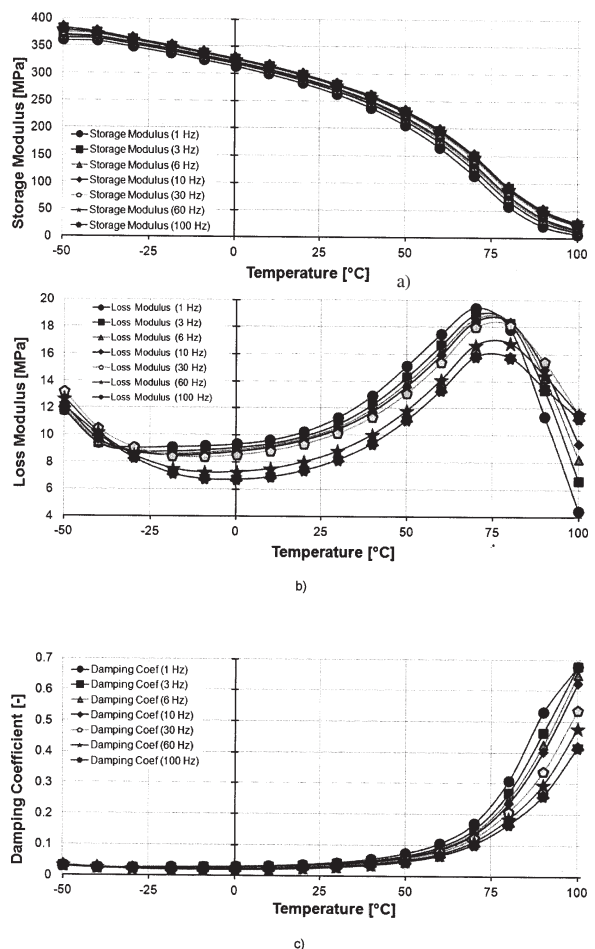 400
350
300
250
200
150
100
50
0
Storage Modulus [MPa]
Storage Modulus (1 Hz)
Storage Modulus (3 Hz)
Storage Modulus (6 Hz)
Storage Modulus (10 Hz)
Storage Modulus (30 Hz)
Storage Modulus (60 Hz)
Storage Modulus (100 Hz)
-50 -25 0 25 50 75 100
Temperature [°C]
a)
20
18
16
14
12
10
8
6
4
Loss Modulus [MPa]
Loss Modulus (1 Hz)
Loss Modulus (3 Hz)
Loss Modulus (6 Hz)
Loss Modulus (10 Hz)
Loss Modulus (30 Hz)
Loss Modulus (60 Hz)
Loss Modulus (100 Hz)
-50 -25 0 25 50 75 100
Temperature [°C]
b)
0.7
0.6
0.5
0.4
0.3
0.2
0.1
0
Damping Coefficient [-]
Damping Coef (1 Hz)
Damping Coef (3 Hz)
Damping Coef (6 Hz)
Damping Coef (10 Hz)
Damping Coef (30 Hz)
Damping Coef (60 Hz)
Damping Coef (100 Hz)
-50 -25 0 25 50 75 100
Temperature [°C]
c)